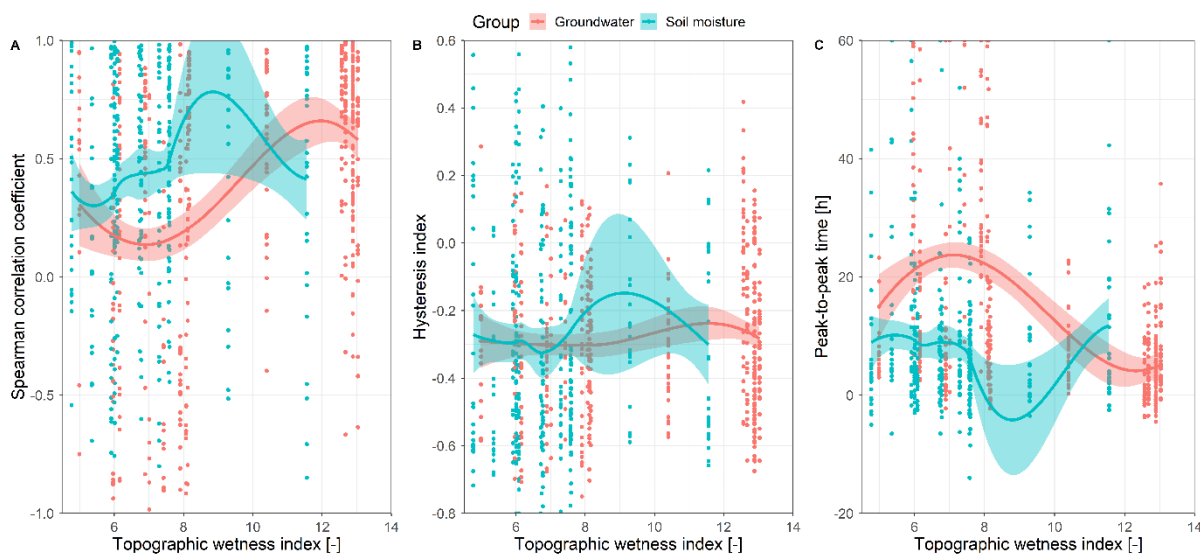 Group Groundwater Soil moisture
A
Spearman correlation coefficient
1.0
0.5
0.0
-0.5
-1.0
6 8 10 12 14
Topographic wetness index [-]
B
Hysteresis index
0.6
0.4
0.2
0.0
-0.2
-0.4
-0.6
-0.8
6 8 10 12 14
Topographic wetness index [-]
C
Peak-to-peak time [h]
60
40
20
0
-20
6 8 10 12 14
Topographic wetness index [-]